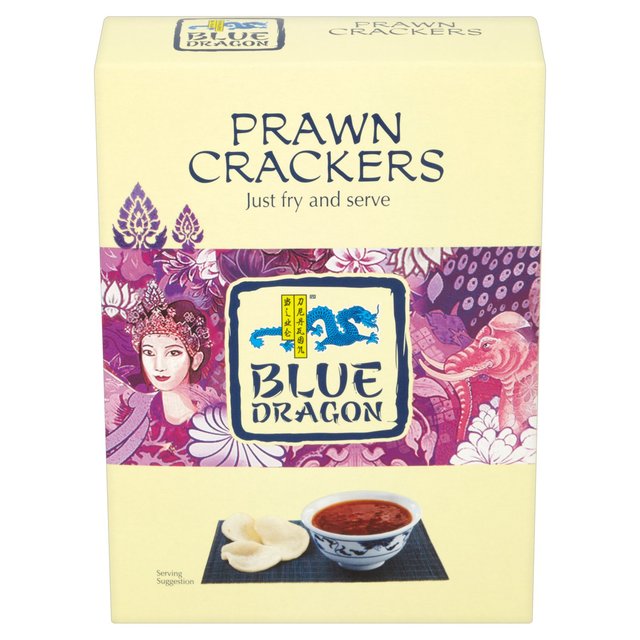 BLUE
DRAGON
PRAWN
CRACKERS
PRAWN
CRACKERS
Just fry and serve
BLUE
DRAGON
Serving
Suggestion